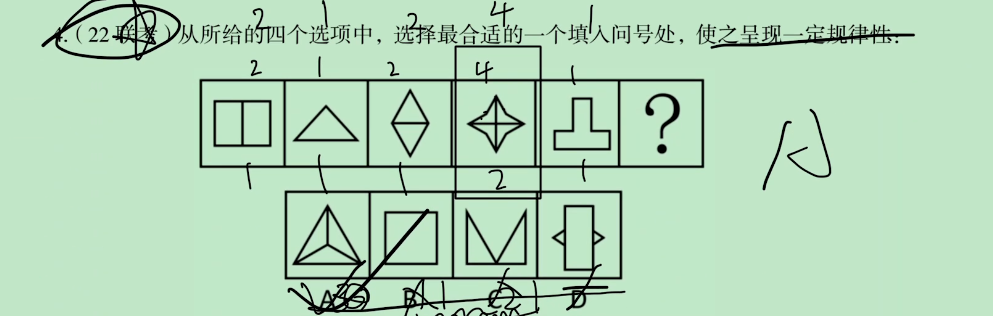 2 1 2 4 1
4.（22 联考）从所给的四个选项中，选择最合适的一个填入问号处，使之呈现一定规律性：
2 1 2 4 1
?
1 1 1 2 1
A
A B C D